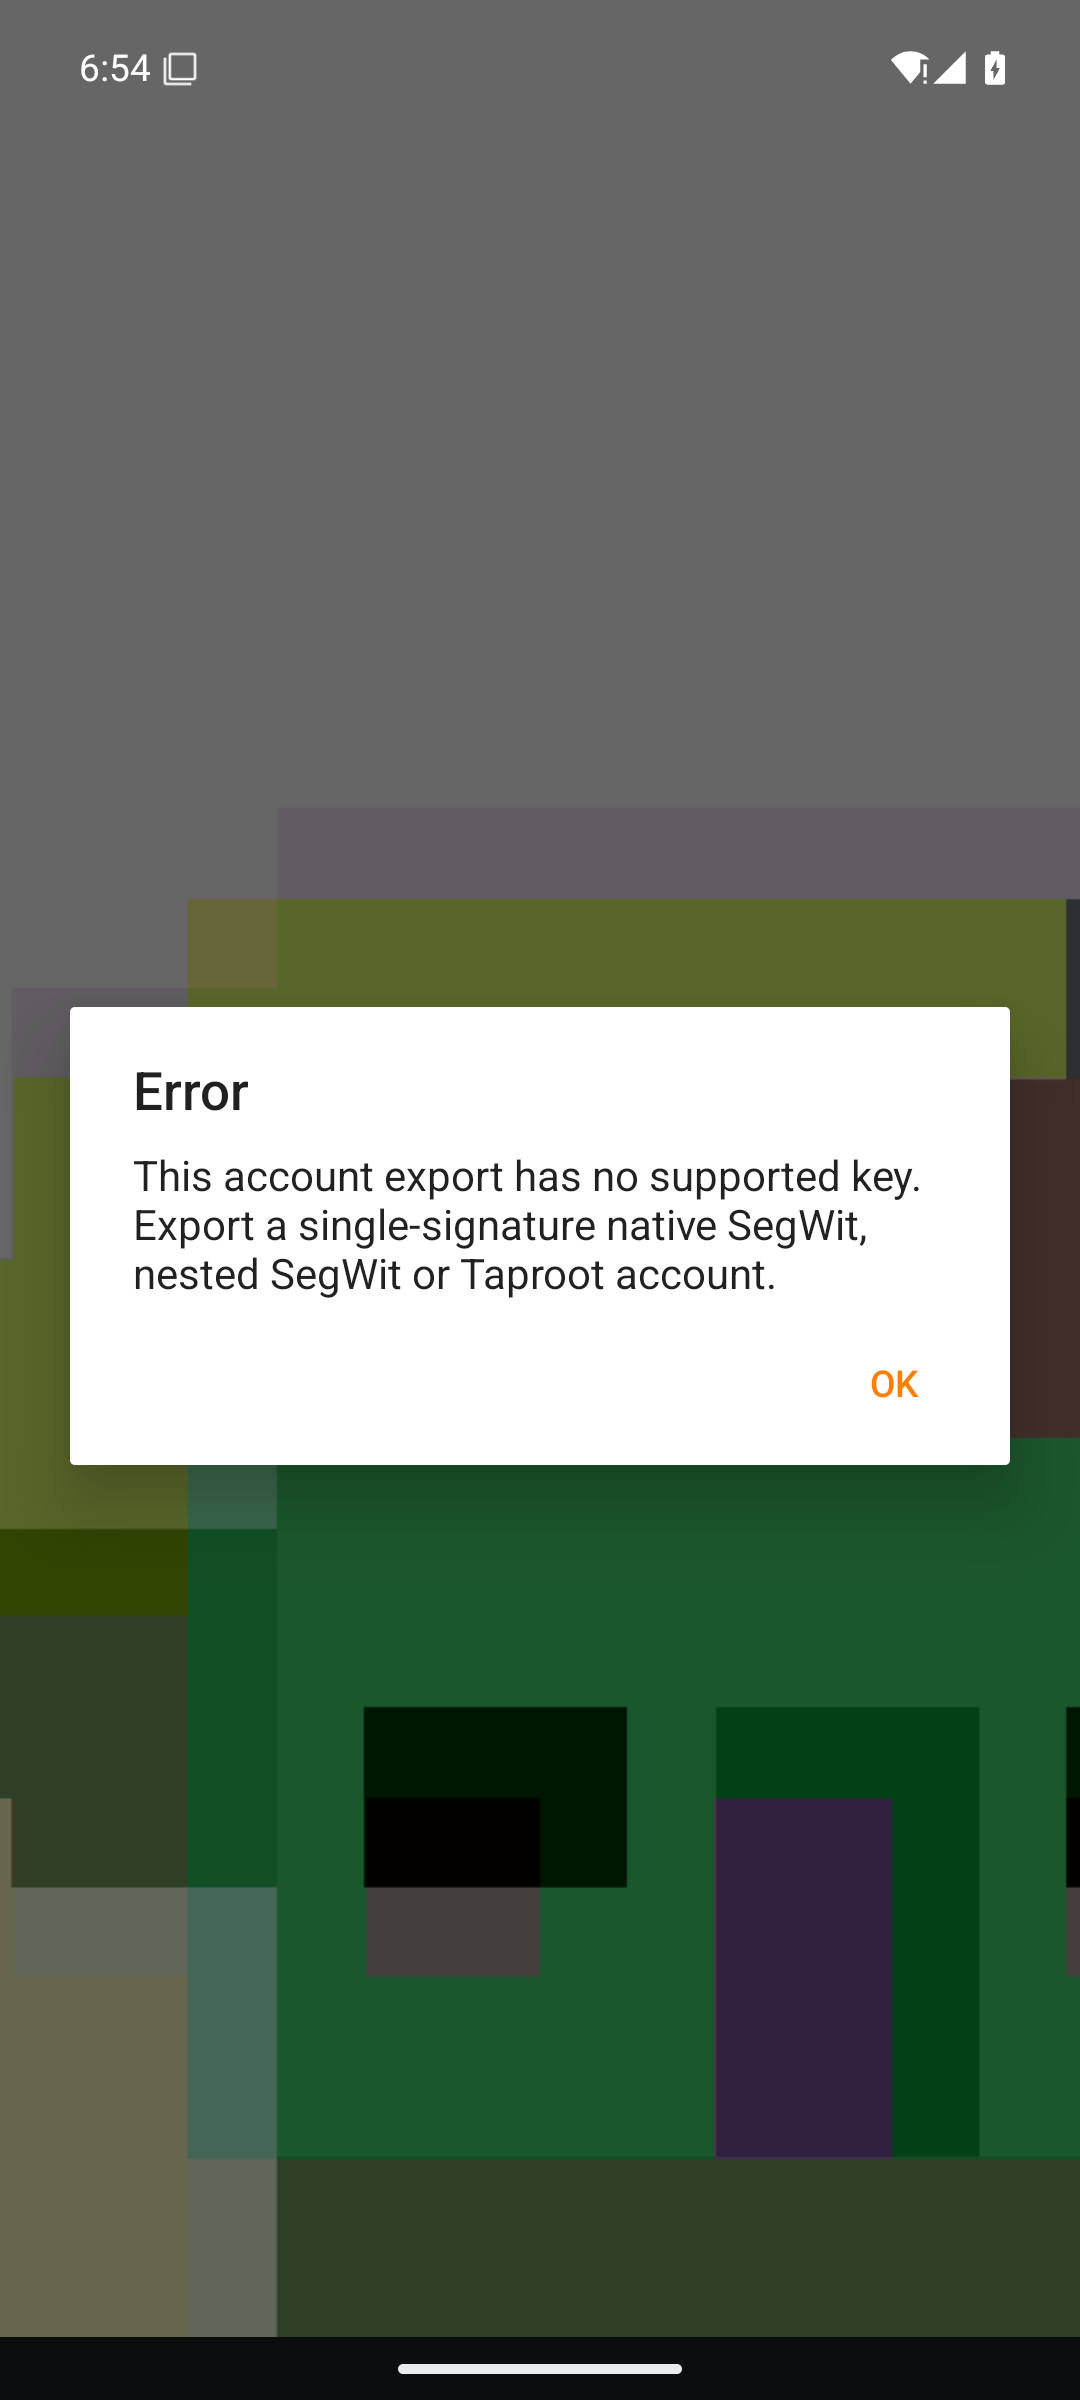 6:54
Error
This account export has no supported key.
Export a single-signature native SegWit,
nested SegWit or Taproot account.
OK